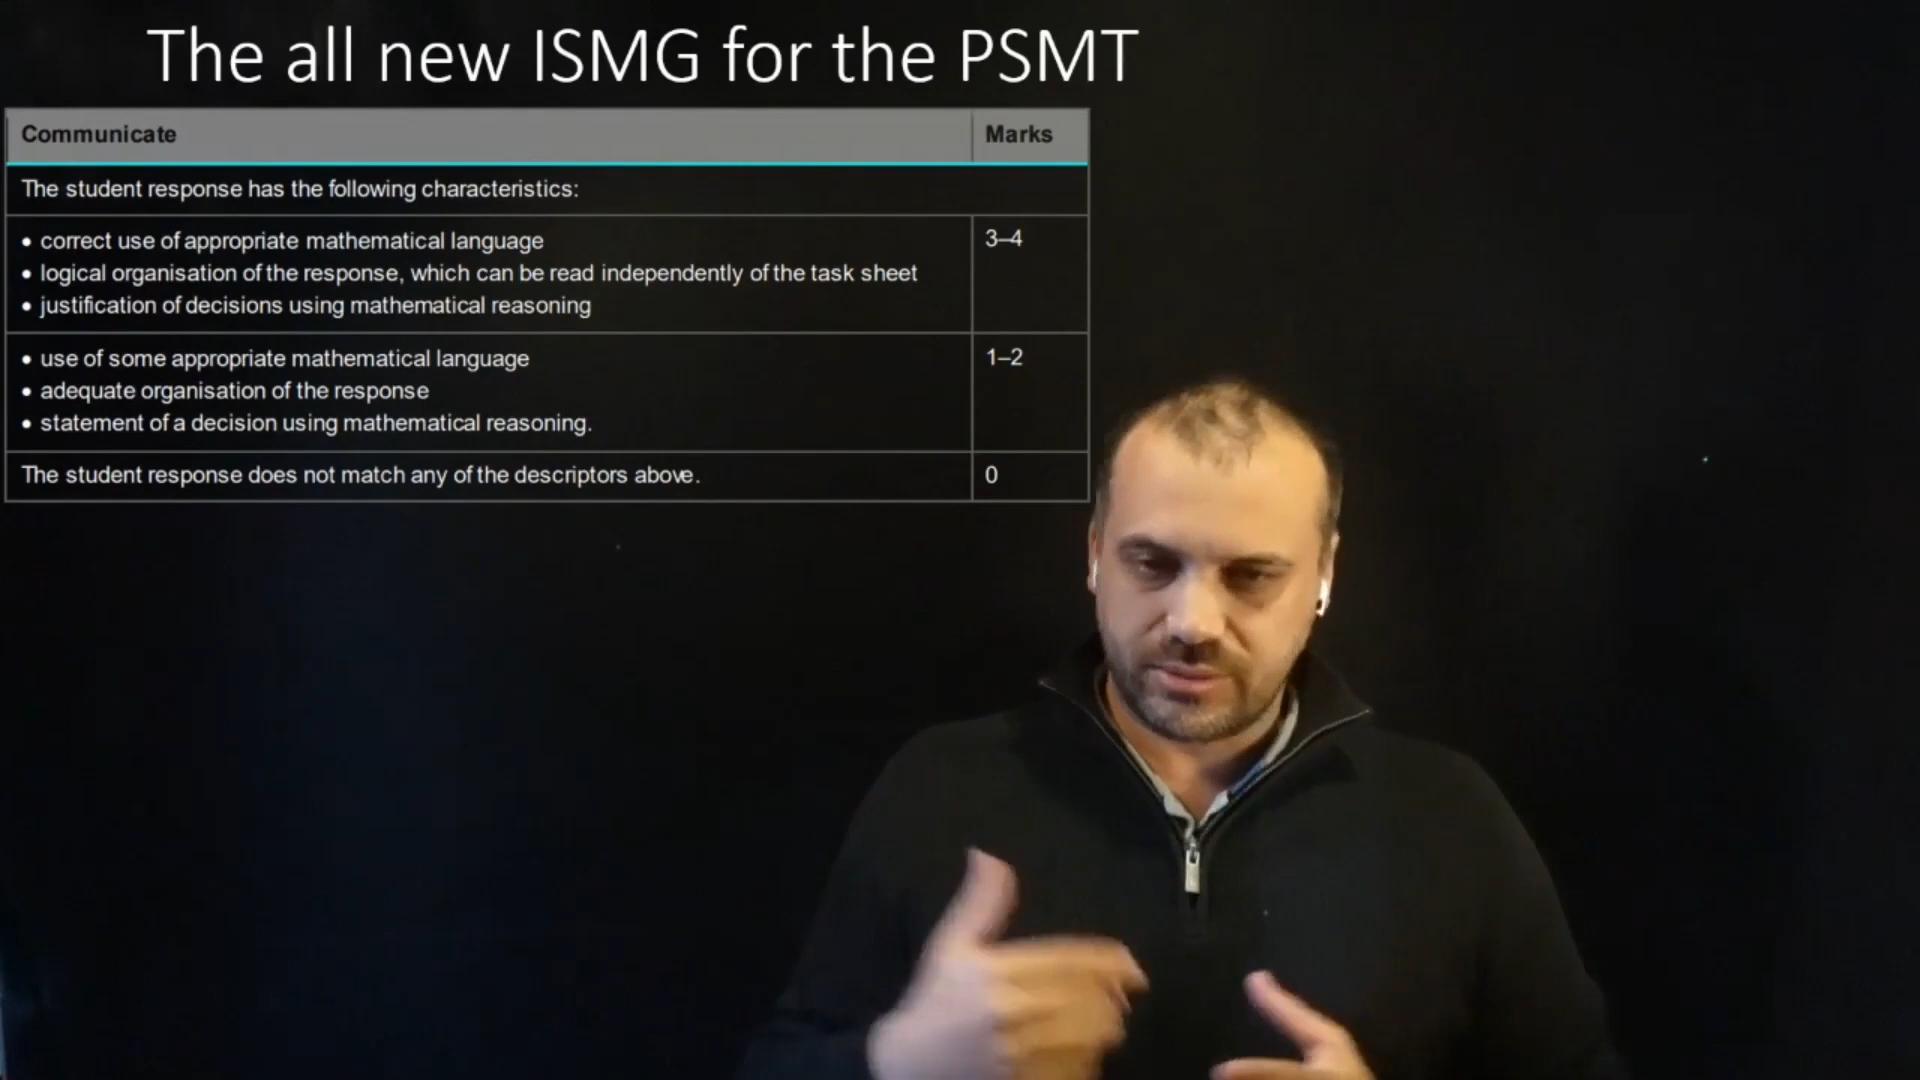 The all new ISMG for the PSMT
Communicate Marks
The student response has the following characteristics:
• correct use of appropriate mathematical language 3–4
• logical organisation of the response, which can be read independently of the task sheet
• justification of decisions using mathematical reasoning
• use of some appropriate mathematical language 1–2
• adequate organisation of the response
• statement of a decision using mathematical reasoning.
The student response does not match any of the descriptors above. 0